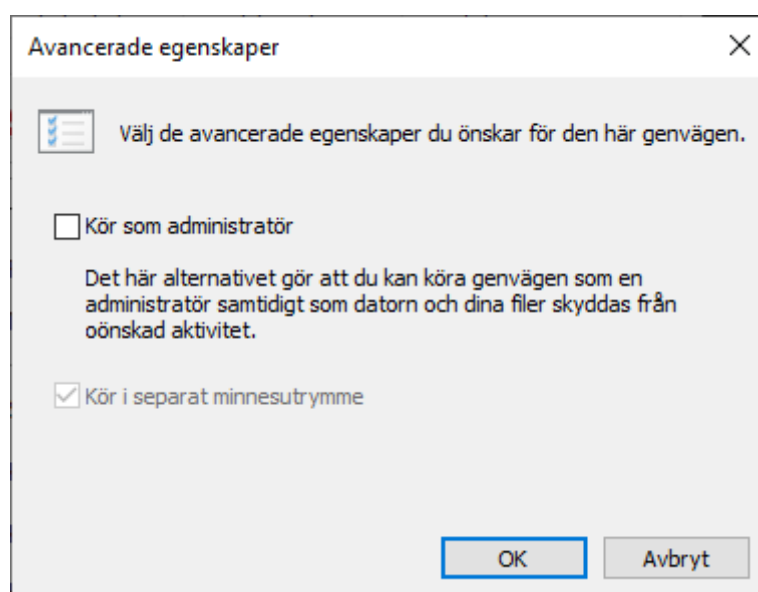 Avancerade egenskaper
Välj de avancerade egenskaper du önskar för den här genvägen.
Kör som administratör
Det här alternativet gör att du kan köra genvägen som en
administratör samtidigt som datorn och dina filer skyddas från
oönskad aktivitet.
Kör i separat minnesutrymme
OK
Avbryt